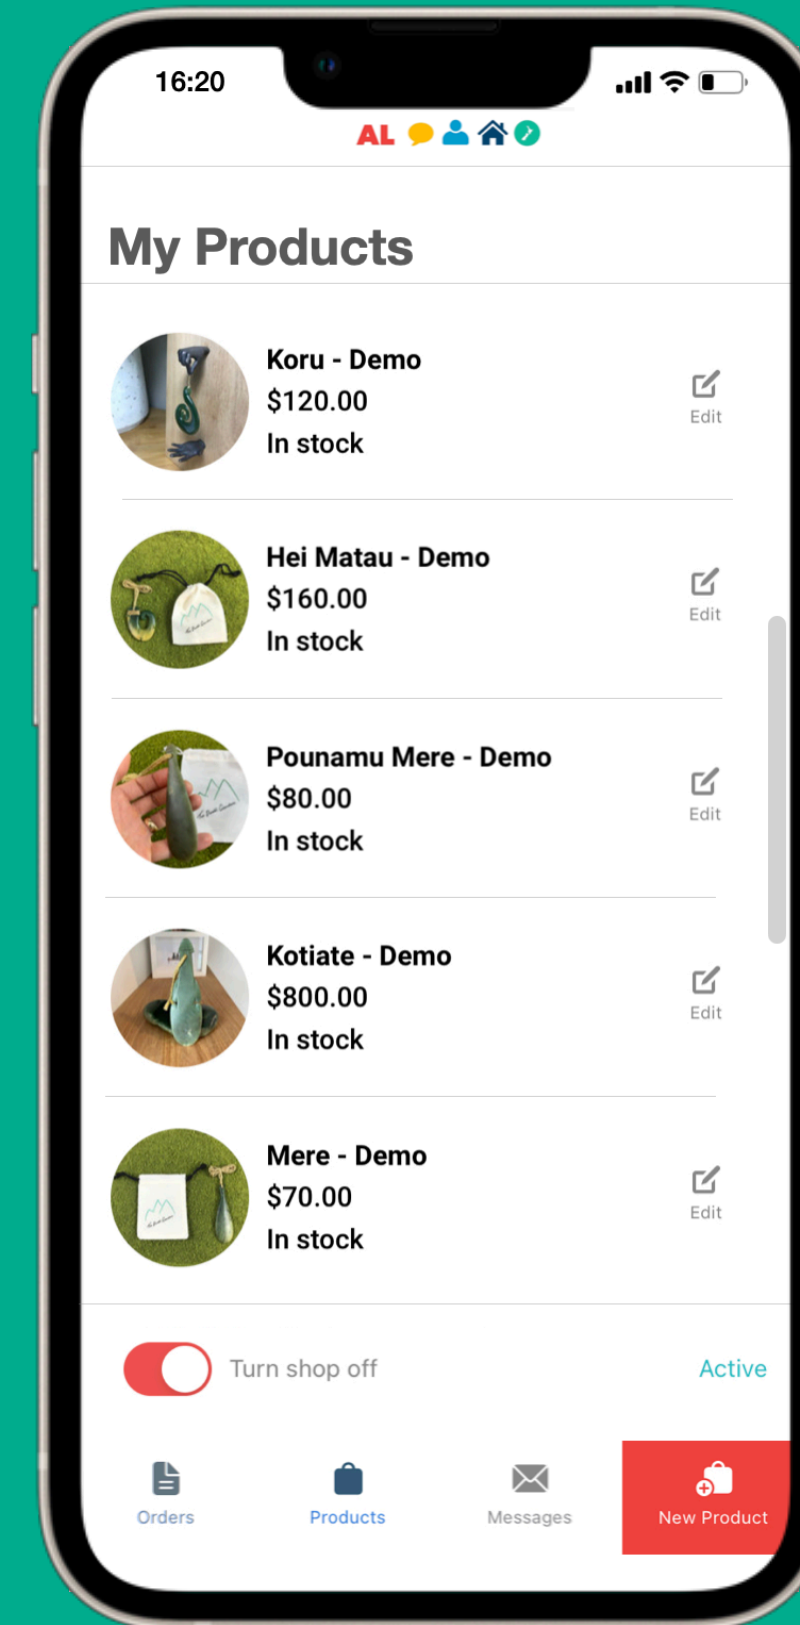 16:20
AL
My Products
Koru - Demo
$120.00
In stock
Edit
Hei Matau - Demo
$160.00
In stock
Edit
Pounamu Mere - Demo
$80.00
In stock
Edit
Kotiate - Demo
$800.00
In stock
Edit
Mere - Demo
$70.00
In stock
Edit
Turn shop off
Active
Orders
Products
Messages
New Product